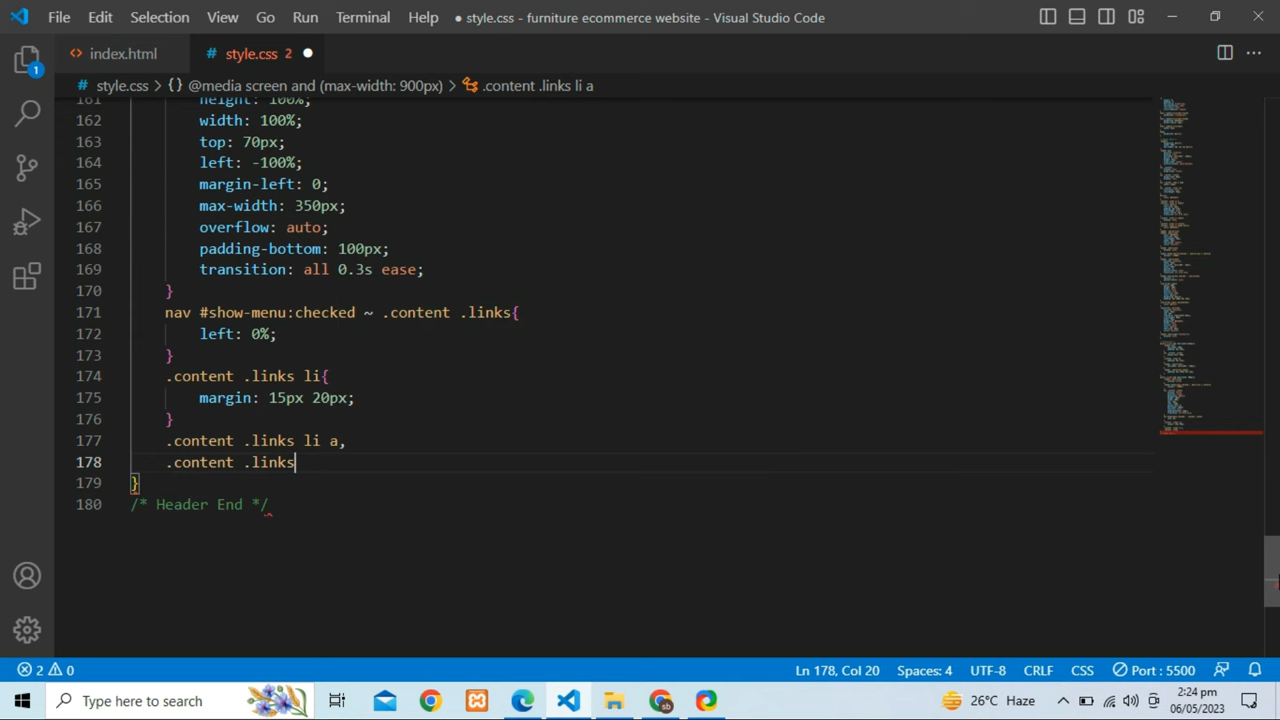 File Edit Selection View Go Run Terminal Help ● style.css - furniture ecommerce website - Visual Studio Code
<> index.html # style.css 2 ●
# style.css > {} @media screen and (max-width: 900px) > .content .links li a
161 height: 100%;
162 width: 100%;
163 top: 70px;
164 left: -100%;
165 margin-left: 0;
166 max-width: 350px;
167 overflow: auto;
168 padding-bottom: 100px;
169 transition: all 0.3s ease;
170 }
171 nav #show-menu:checked ~ .content .links{
172 left: 0%;
173 }
174 .content .links li{
175 margin: 15px 20px;
176 }
177 .content .links li a,
178 .content .links
179 }
180 /* Header End */
1
2 0 Ln 178, Col 20 Spaces: 4 UTF-8 CRLF CSS Port : 5500
Type here to search 26°C Haze 2:24 pm
06/05/2023